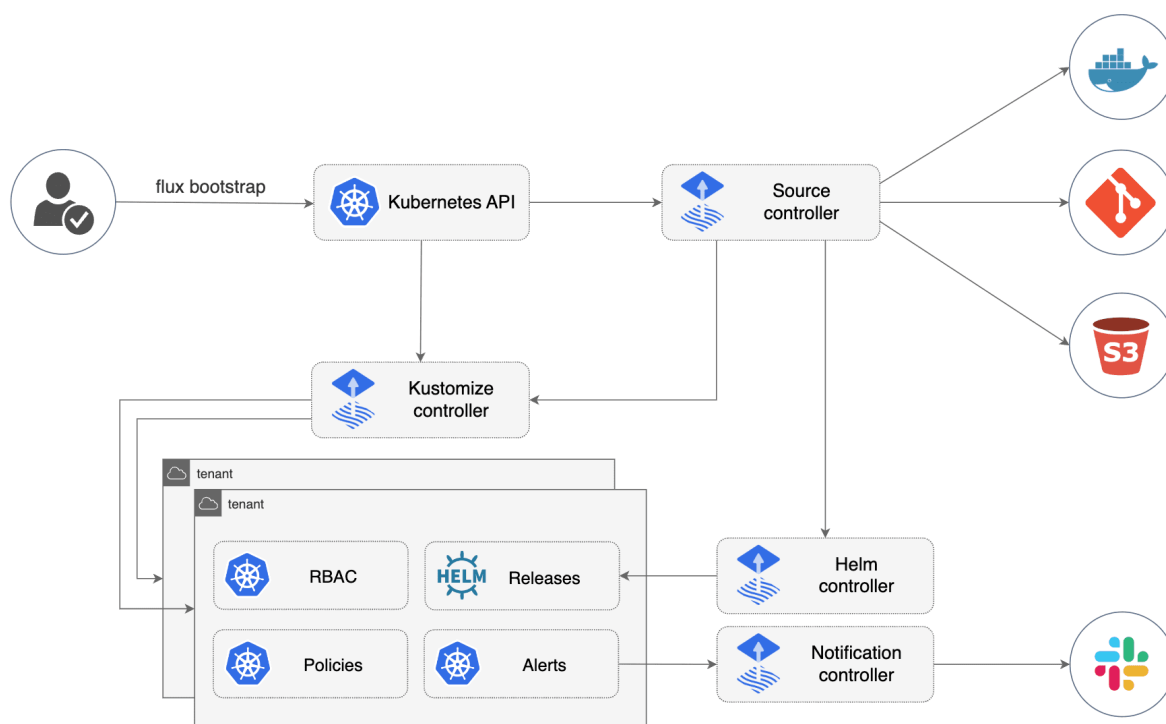 flux bootstrap
Kubernetes API
Source
controller
S3
Kustomize
controller
tenant
tenant
RBAC
HELM
Releases
Helm
controller
Policies
Alerts
Notification
controller